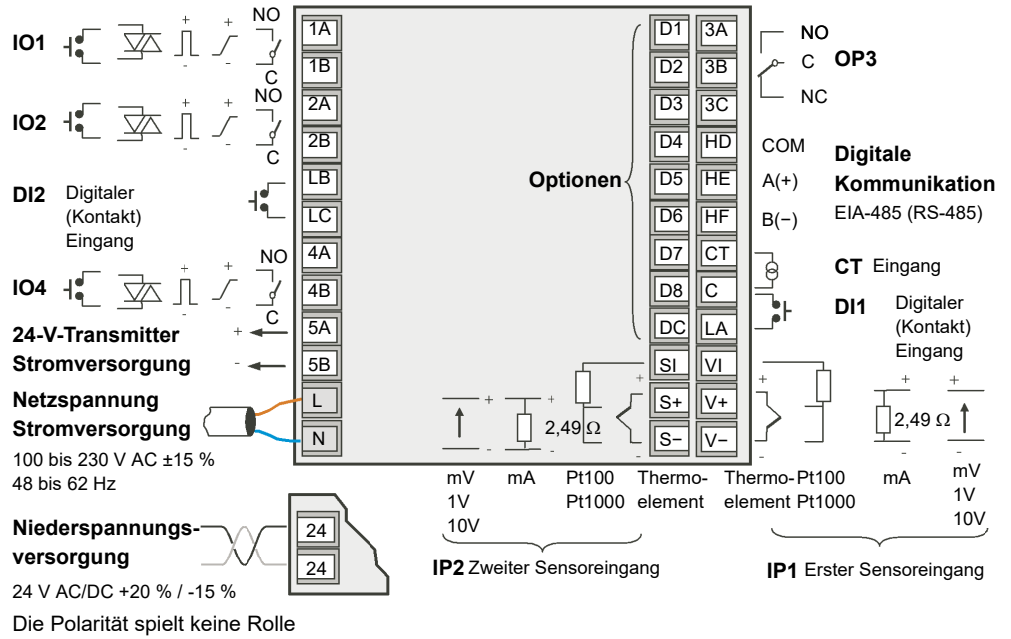 IO1
+
+
NO
C
IO2
+
-
+
-
NO
C
DI2
Digitaler
(Kontakt)
Eingang
IO4
+
-
+
-
NO
C
24-V-Transmitter
Stromversorgung
+
-
Netzspannung
Stromversorgung
100 bis 230 V AC ±15 %
48 bis 62 Hz
Niederspannungs-
versorgung
24 V AC/DC +20 % / -15 %
Die Polarität spielt keine Rolle
1A
1B
2A
2B
LB
LC
4A
4B
5A
5B
L
N
24
24
Optionen
D1 3A
D2 3B
D3 3C
D4 HD
D5 HE
D6 HF
D7 CT
D8 C
DC LA
SI VI
S+ V+
S− V−
NO
C
NC
OP3
COM
A(+)
B(−)
Digitale
Kommunikation
EIA-485 (RS-485)
CT Eingang
DI1
Digitaler
(Kontakt)
Eingang
+
-
+
-
2,49 Ω
+
-
mV
1V
10V
mA
Pt100
Pt1000
Thermo-
element
IP2 Zweiter Sensoreingang
+
-
+
-
2,49 Ω
+
-
Thermo-
element
Pt100
Pt1000
mA
mV
1V
10V
IP1 Erster Sensoreingang